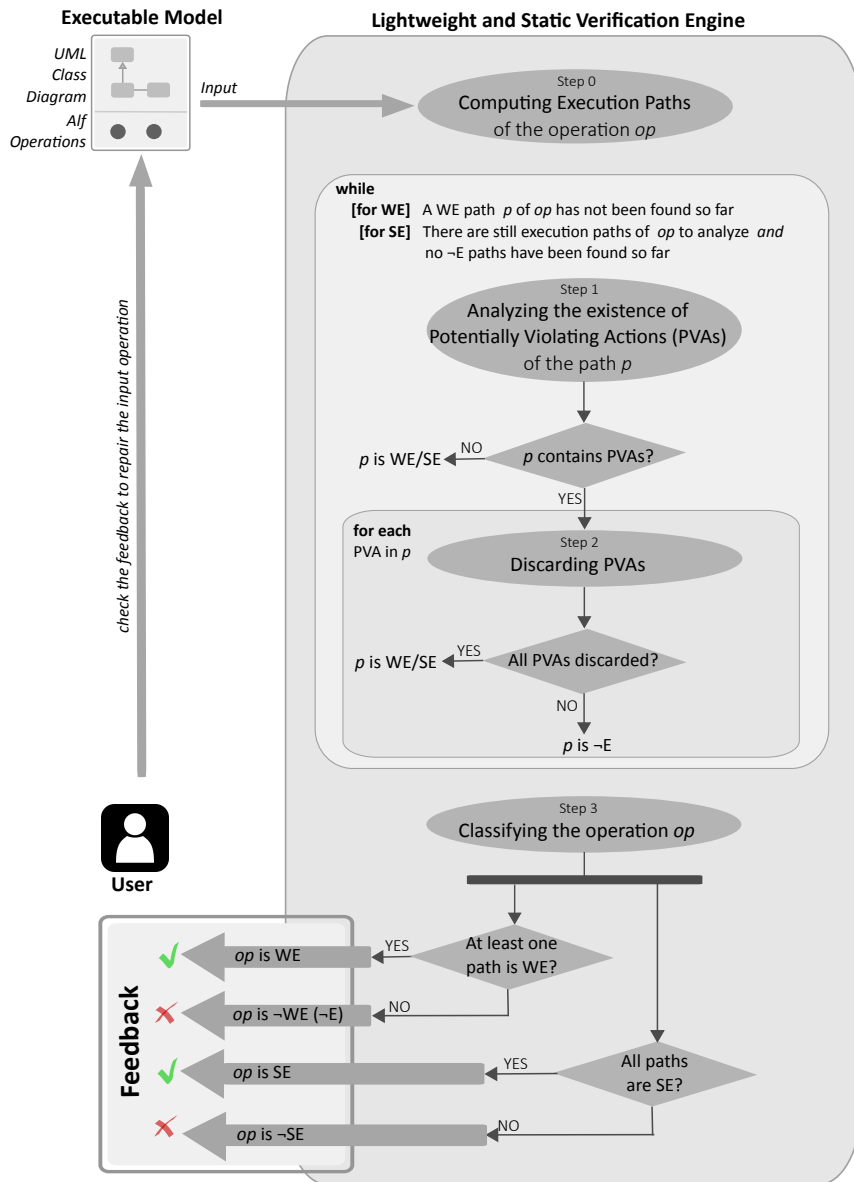 Executable Model
Lightweight and Static Verification Engine
UML
Class
Diagram
Alf
Operations
Input
Step 0
Computing Execution Paths
of the operation op
while
[for WE] A WE path p of op has not been found so far
[for SE] There are still execution paths of op to analyze and
no ¬E paths have been found so far
Step 1
Analyzing the existence of
Potentially Violating Actions (PVAs)
of the path p
p contains PVAs?
NO
p is WE/SE
YES
for each
PVA in p
Step 2
Discarding PVAs
All PVAs discarded?
YES
p is WE/SE
NO
p is ¬E
check the feedback to repair the input operation
User
Step 3
Classifying the operation op
At least one
path is WE?
YES
op is WE
NO
op is ¬WE (¬E)
All paths
are SE?
YES
op is SE
NO
op is ¬SE
Feedback